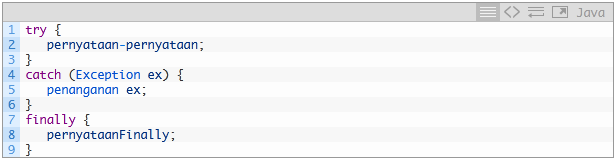 Java
1 try {
2 pernyataan-pernyataan;
3 }
4 catch (Exception ex) {
5 penanganan ex;
6 }
7 finally {
8 pernyataanFinally;
9 }